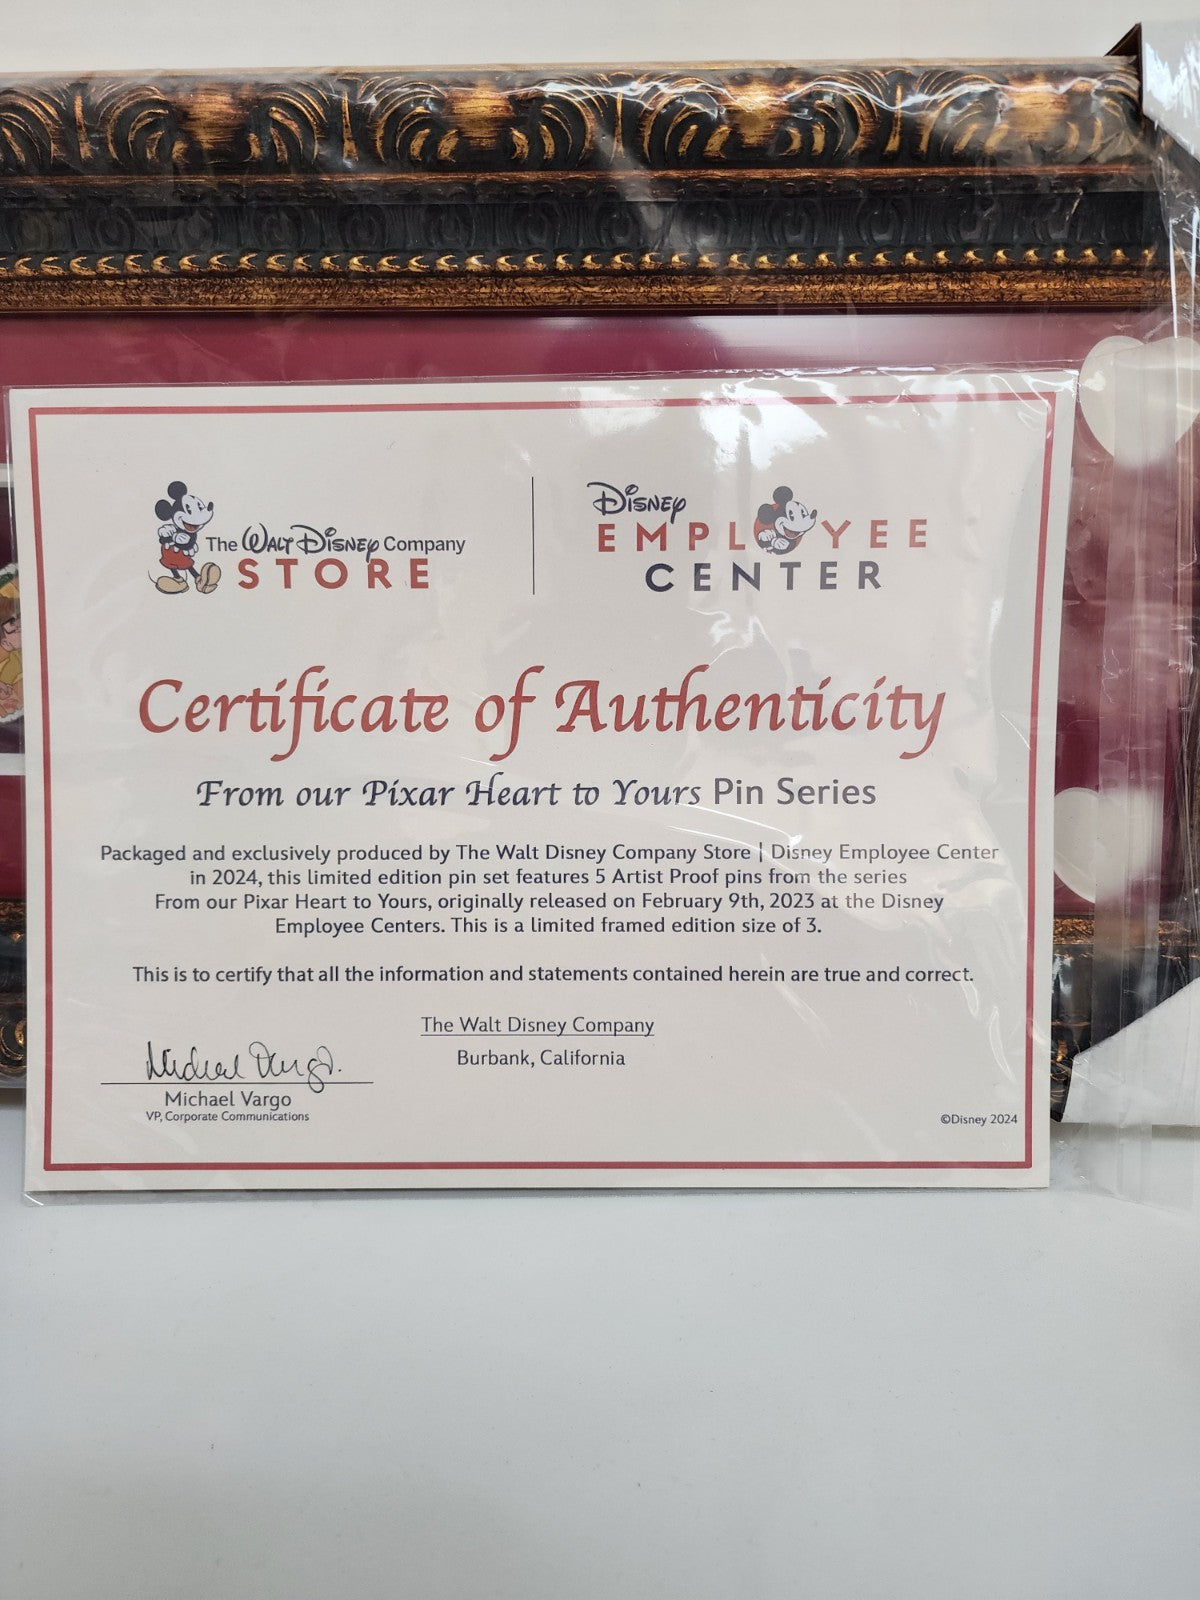 The Walt Disney Company
STORE
Disney
EMPLOYEE
CENTER
Certificate of Authenticity
From our Pixar Heart to Yours Pin Series
Packaged and exclusively produced by The Walt Disney Company Store | Disney Employee Center
in 2024, this limited edition pin set features 5 Artist Proof pins from the series
From our Pixar Heart to Yours, originally released on February 9th, 2023 at the Disney
Employee Centers. This is a limited framed edition size of 3.
This is to certify that all the information and statements contained herein are true and correct.
The Walt Disney Company
Burbank, California
Michael Vargo.
Michael Vargo
VP, Corporate Communications
©Disney 2024